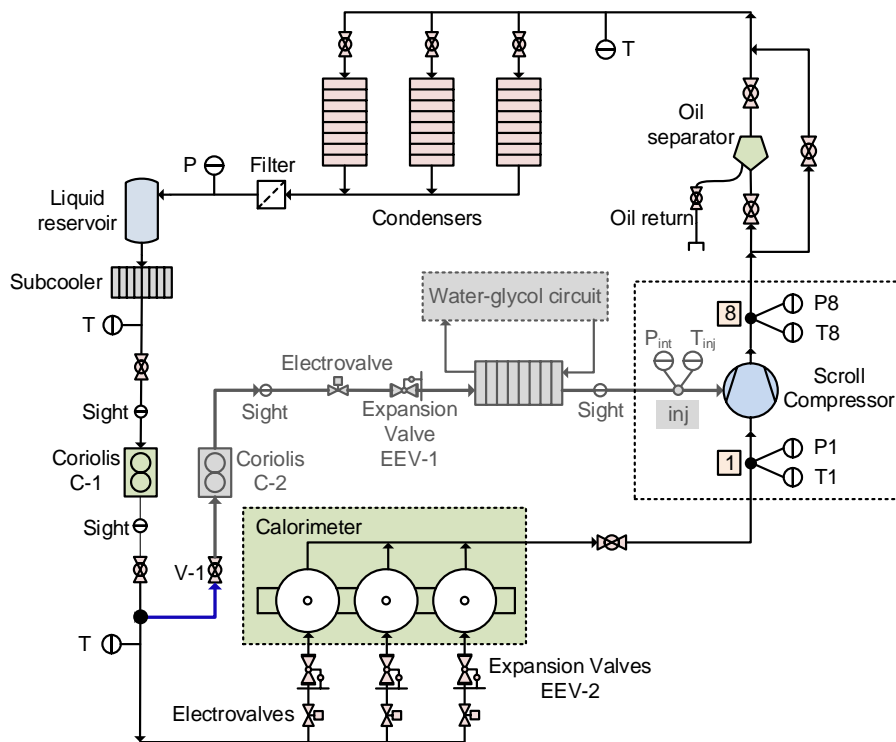 T
Oil
separator
P
Filter
Liquid
reservoir
Condensers
Oil return
Subcooler
Water-glycol circuit
8
P8
T8
T
Pint
Tinj
Electrovalve
Scroll
Compressor
Sight
Sight
Expansion
Valve
EEV-1
Sight
inj
Coriolis
C-1
Coriolis
C-2
1
P1
T1
Sight
Calorimeter
V-1
T
Expansion Valves
EEV-2
Electrovalves